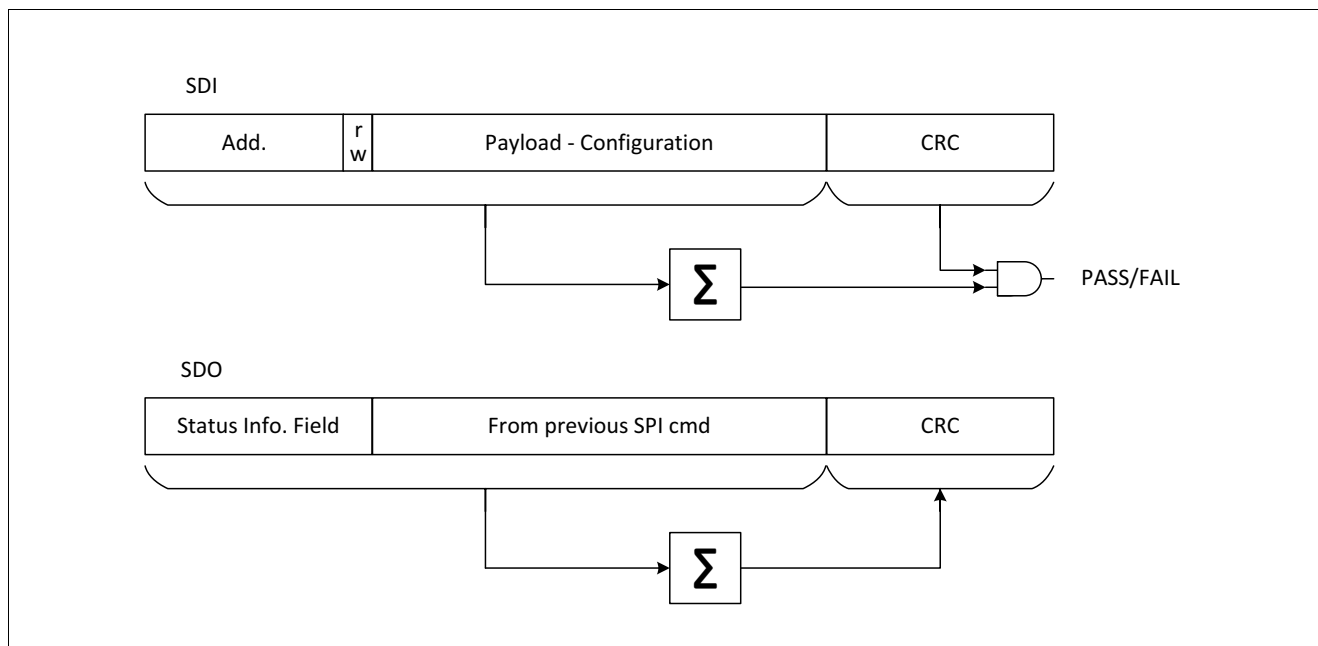 SDI
Add.
r
w
Payload - Configuration
CRC
Σ
PASS/FAIL
SDO
Status Info. Field
From previous SPI cmd
CRC
Σ